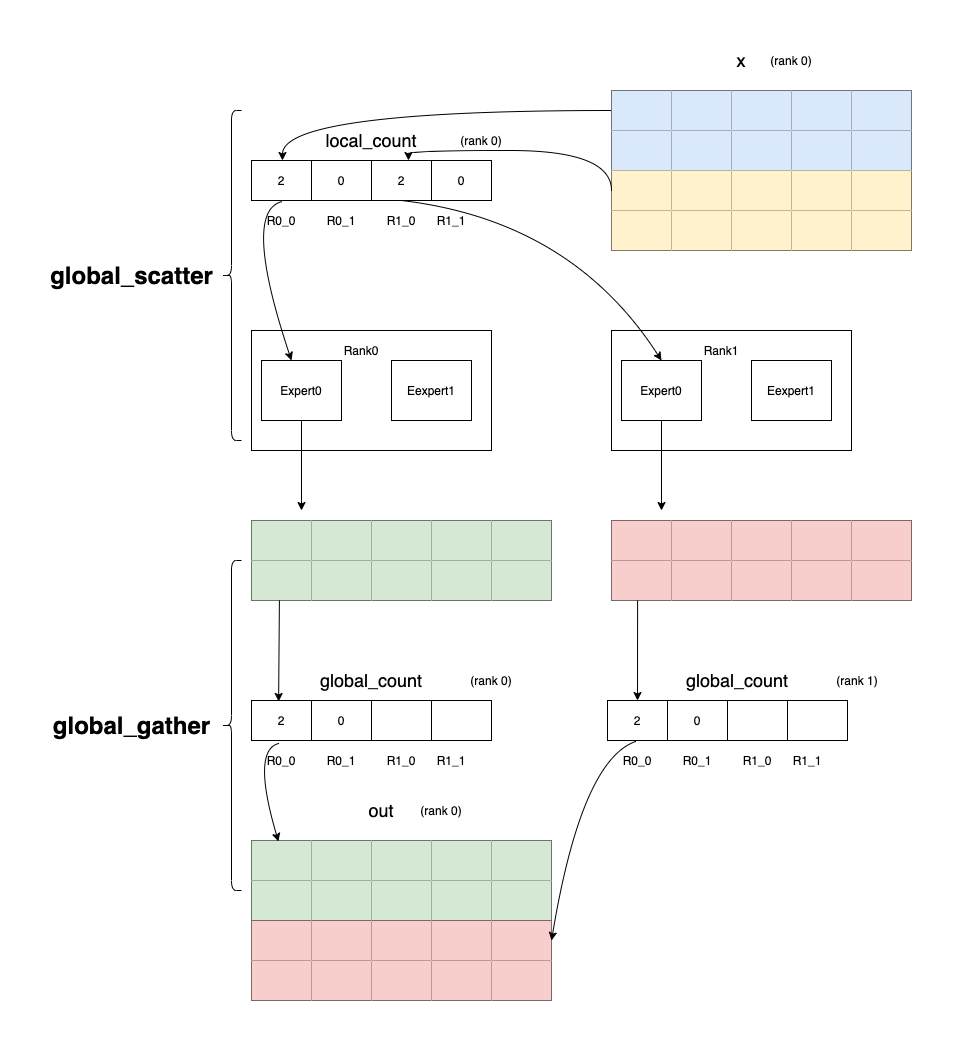 x (rank 0)
local_count (rank 0)
2 0 2 0
R0_0 R0_1 R1_0 R1_1
global_scatter
Rank0 Rank1
Expert0 Eexpert1 Expert0 Eexpert1
global_count (rank 0) global_count (rank 1)
2 0 2 0
global_gather
R0_0 R0_1 R1_0 R1_1 R0_0 R0_1 R1_0 R1_1
out (rank 0)